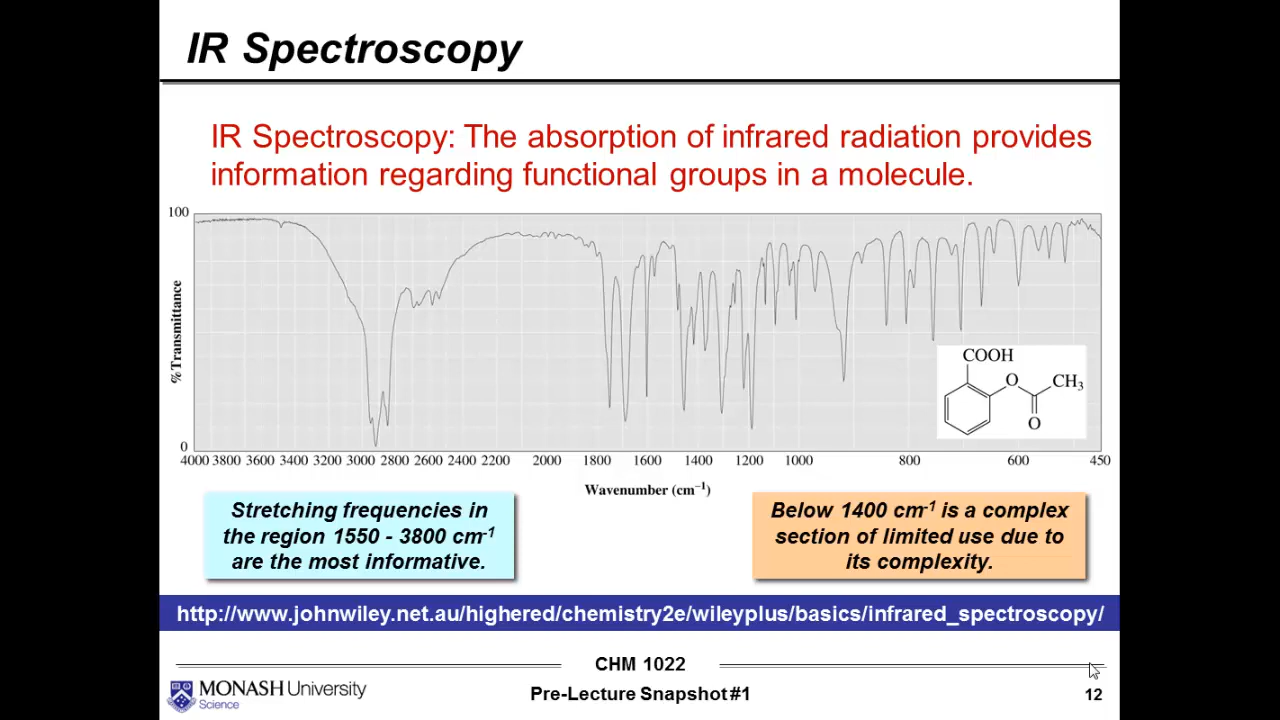 IR Spectroscopy
IR Spectroscopy: The absorption of infrared radiation provides
information regarding functional groups in a molecule.
100
% Transmittance
0
4000 3800 3600 3400 3200 3000 2800 2600 2400 2200 2000 1800 1600 1400 1200 1000 800 600 450
Wavenumber (cm⁻¹)
COOH
O
CH₃
O
Stretching frequencies in
the region 1550 - 3800 cm⁻¹
are the most informative.
Below 1400 cm⁻¹ is a complex
section of limited use due to
its complexity.
http://www.johnwiley.net.au/highered/chemistry2e/wileyplus/basics/infrared_spectroscopy/
CHM 1022
MONASH University
Science
Pre-Lecture Snapshot #1
12